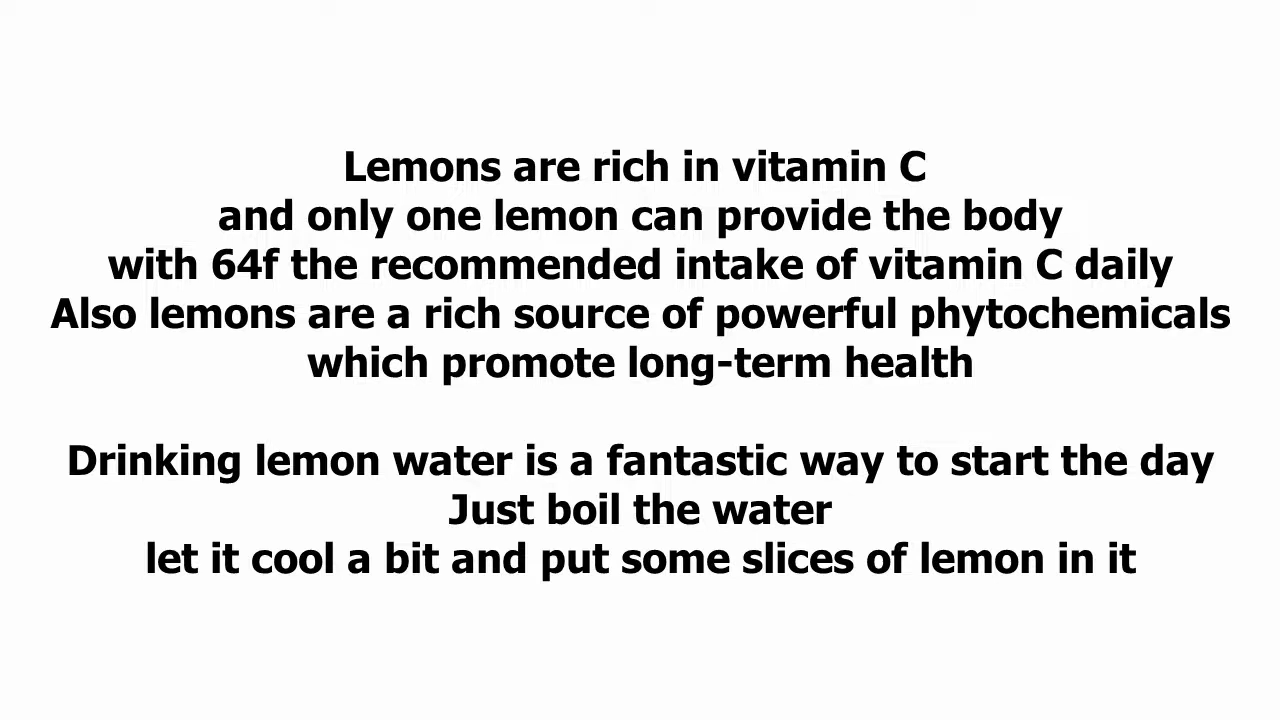 Lemons are rich in vitamin C
and only one lemon can provide the body
with 64f the recommended intake of vitamin C daily
Also lemons are a rich source of powerful phytochemicals
which promote long-term health
Drinking lemon water is a fantastic way to start the day
Just boil the water
let it cool a bit and put some slices of lemon in it